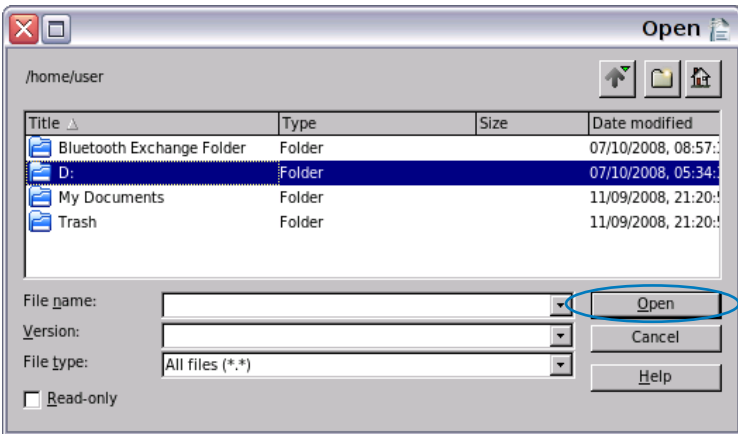 Open
/home/user
Title Type Size Date modified
Bluetooth Exchange Folder Folder 07/10/2008, 08:57:
D: Folder 07/10/2008, 05:34:
My Documents Folder 11/09/2008, 21:20:
Trash Folder 11/09/2008, 21:20:
File name: Open
Version: Cancel
File type: All files (*.*)
Help
Read-only